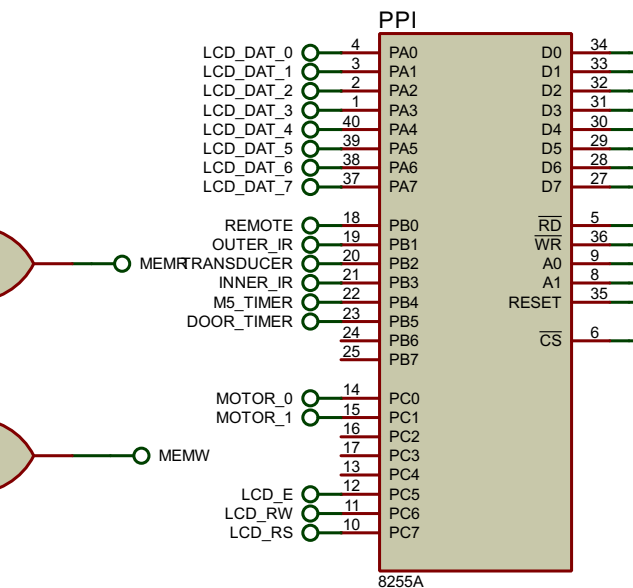 PPI
LCD_DAT_0 4 PA0 D0 34
LCD_DAT_1 3 PA1 D1 33
LCD_DAT_2 2 PA2 D2 32
LCD_DAT_3 1 PA3 D3 31
LCD_DAT_4 40 PA4 D4 30
LCD_DAT_5 39 PA5 D5 29
LCD_DAT_6 38 PA6 D6 28
LCD_DAT_7 37 PA7 D7 27
REMOTE 18 PB0 RD 5
OUTER_IR 19 PB1 WR 36
MEMR TRANSDUCER 20 PB2 A0 9
INNER_IR 21 PB3 A1 8
M5_TIMER 22 PB4 RESET 35
DOOR_TIMER 23 PB5
24 PB6 CS 6
25 PB7
MOTOR_0 14 PC0
MOTOR_1 15 PC1
16 PC2
MEMW 17 PC3
13 PC4
LCD_E 12 PC5
LCD_RW 11 PC6
LCD_RS 10 PC7
8255A